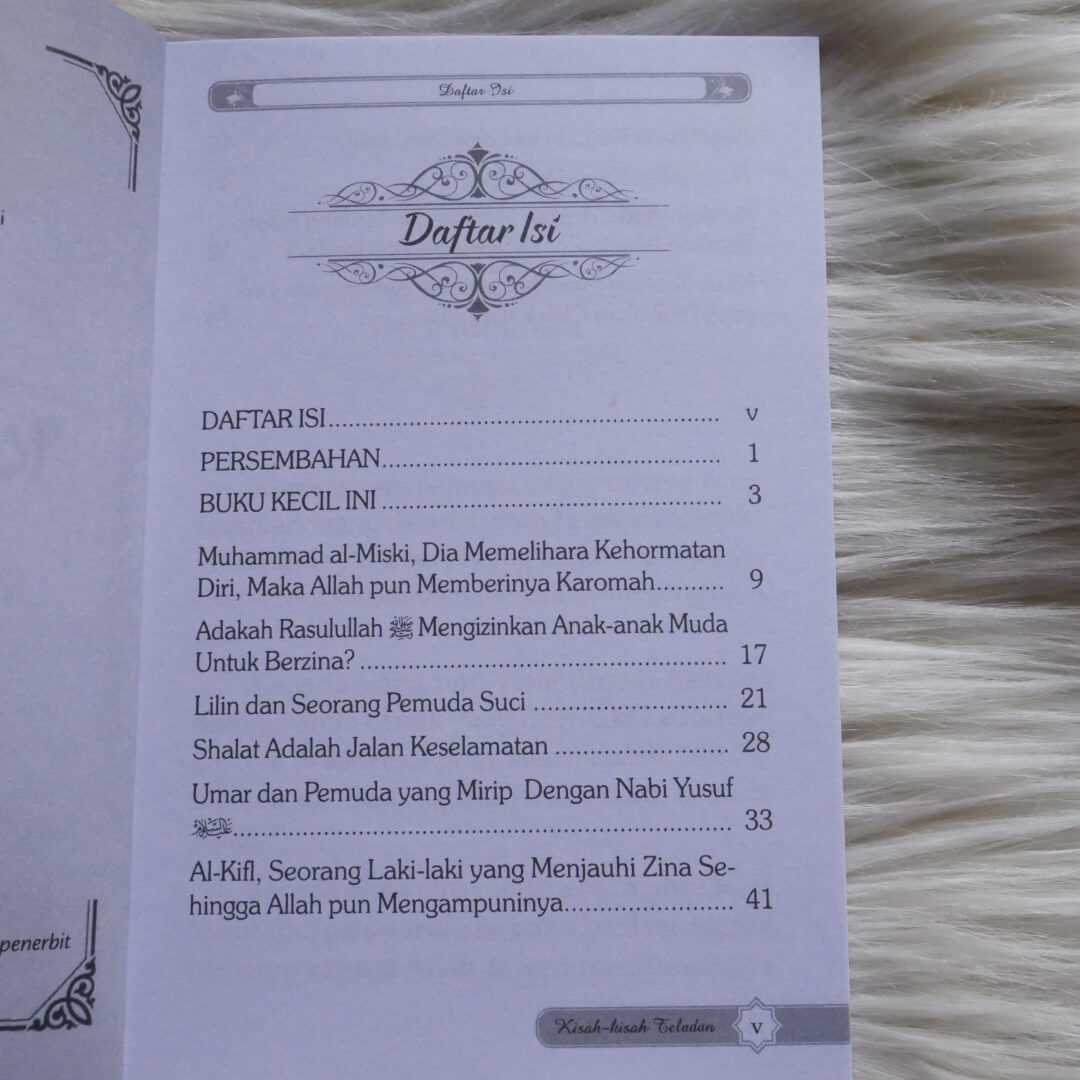 i
penerbit
Daftar Isi
Daftar Isi
DAFTAR ISI........................................................ v
PERSEMBAHAN................................................ 1
BUKU KECIL INI ................................................ 3
Muhammad al-Miski, Dia Memelihara Kehormatan
Diri, Maka Allah pun Memberinya Karomah.......... 9
Adakah Rasulullah ﷺ Mengizinkan Anak-anak Muda
Untuk Berzina? ..................................................... 17
Lilin dan Seorang Pemuda Suci ............................ 21
Shalat Adalah Jalan Keselamatan ......................... 28
Umar dan Pemuda yang Mirip Dengan Nabi Yusuf
عليه السلام........................................................................ 33
Al-Kifl, Seorang Laki-laki yang Menjauhi Zina Se-
hingga Allah pun Mengampuninya........................ 41
Kisah-kisah Teladan v